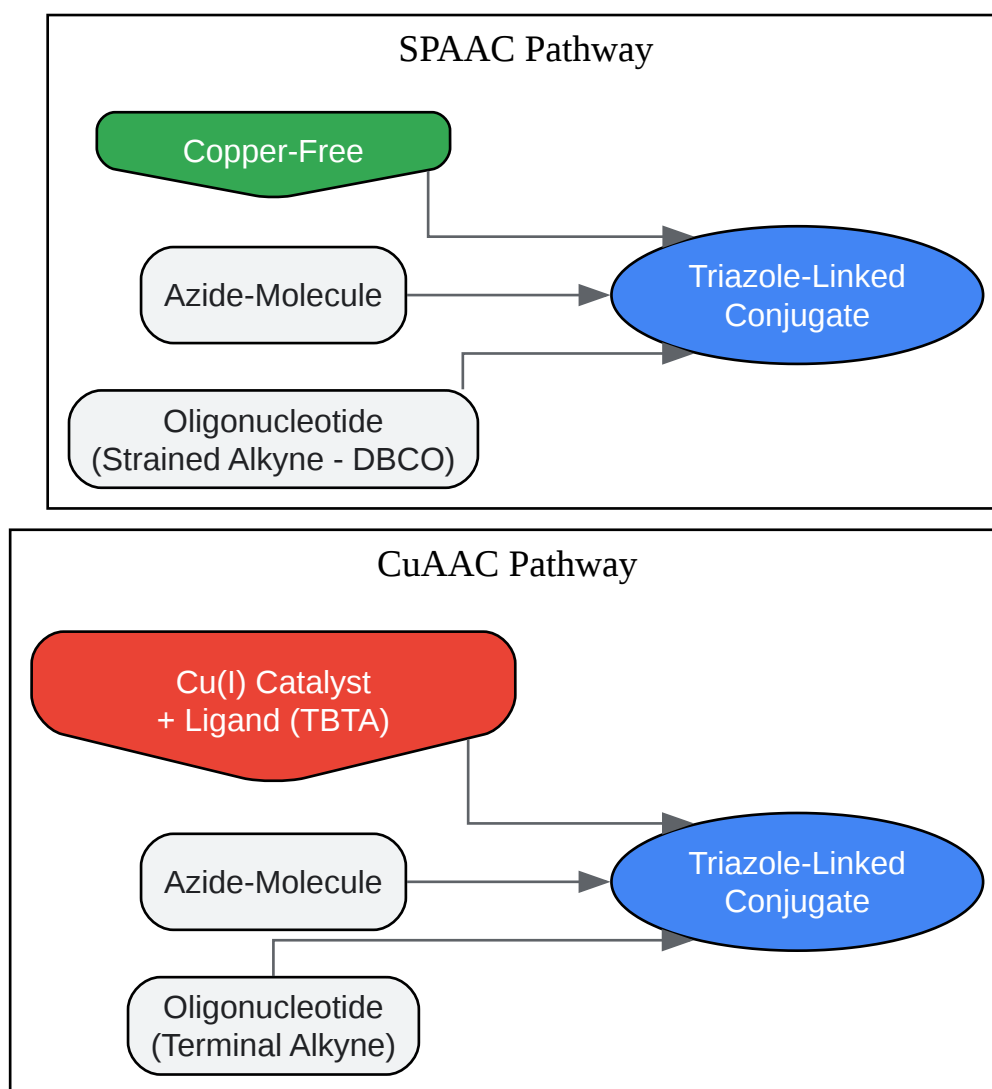 SPAAC Pathway
Copper-Free
Azide-Molecule
Triazole-Linked
Conjugate
Oligonucleotide
(Strained Alkyne - DBCO)
CuAAC Pathway
Cu(I) Catalyst
+ Ligand (TBTA)
Azide-Molecule
Triazole-Linked
Conjugate
Oligonucleotide
(Terminal Alkyne)